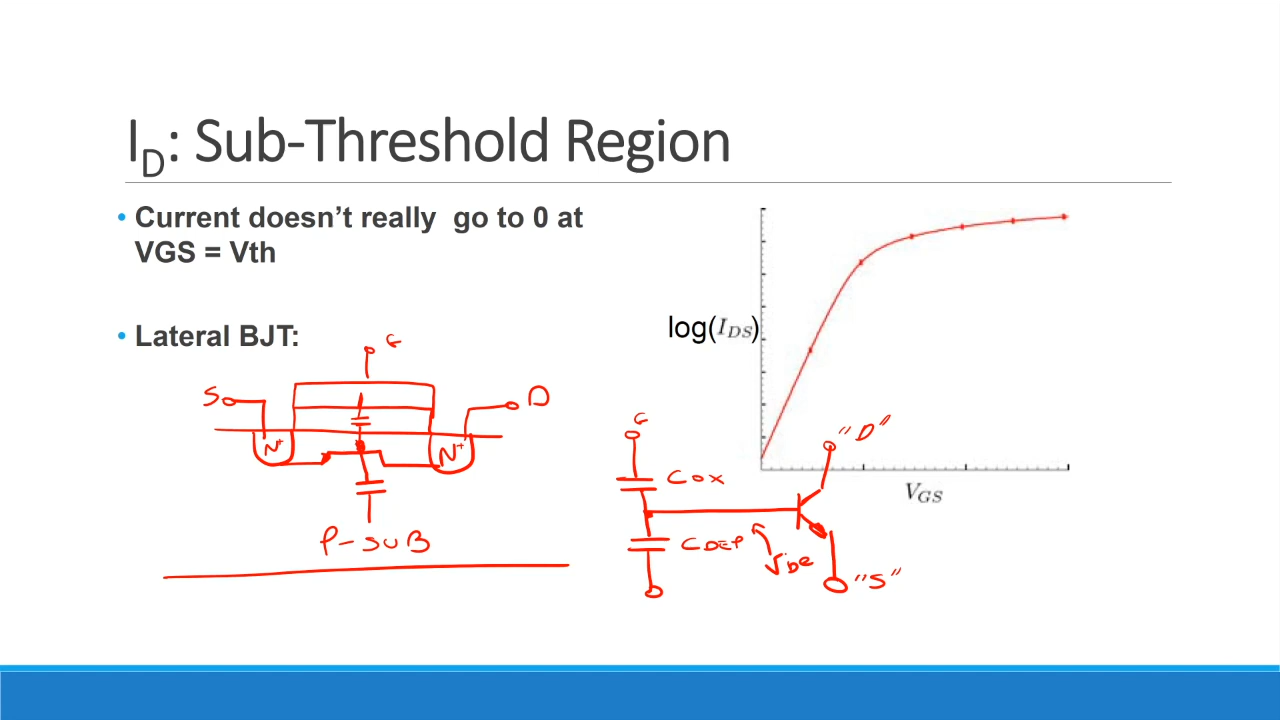 I_D: Sub-Threshold Region
• Current doesn't really go to 0 at
VGS = Vth
• Lateral BJT:
G
S
D
N+
N+
P-SUB
log(I_DS)
V_GS
G
COX
CDEP
Vbe
"D"
"S"